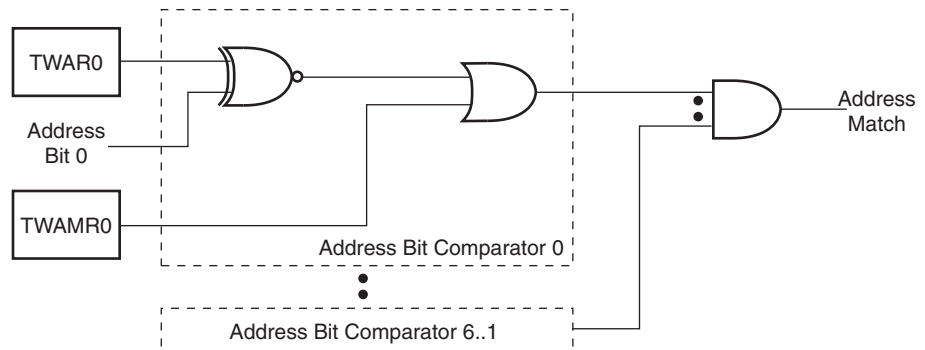 TWAR0
Address
Bit 0
TWAMR0
Address Bit Comparator 0
Address Bit Comparator 6..1
Address
Match